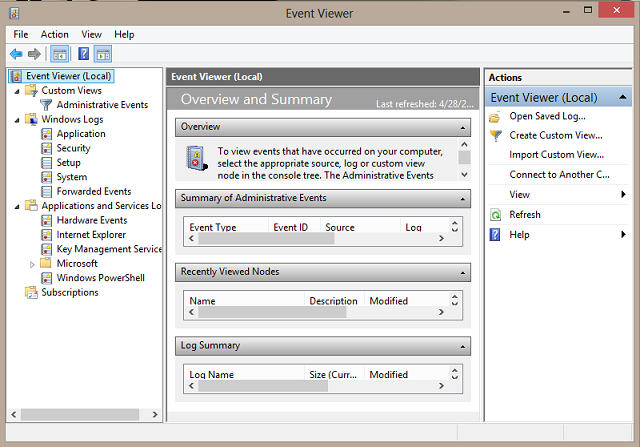 Event Viewer
File Action View Help
Event Viewer (Local)
Custom Views
Administrative Events
Windows Logs
Application
Security
Setup
System
Forwarded Events
Applications and Services Lo
Hardware Events
Internet Explorer
Key Management Service
Microsoft
Windows PowerShell
Subscriptions
Event Viewer (Local)
Overview and Summary
Last refreshed: 4/28/2...
Overview
To view events that have occurred on your computer,
select the appropriate source, log or custom view
node in the console tree. The Administrative Events
Summary of Administrative Events
Event Type Event ID Source Log
Recently Viewed Nodes
Name Description Modified
Log Summary
Log Name Size (Curr... Modified
Actions
Event Viewer (Local)
Open Saved Log...
Create Custom View...
Import Custom View...
Connect to Another C...
View
Refresh
Help